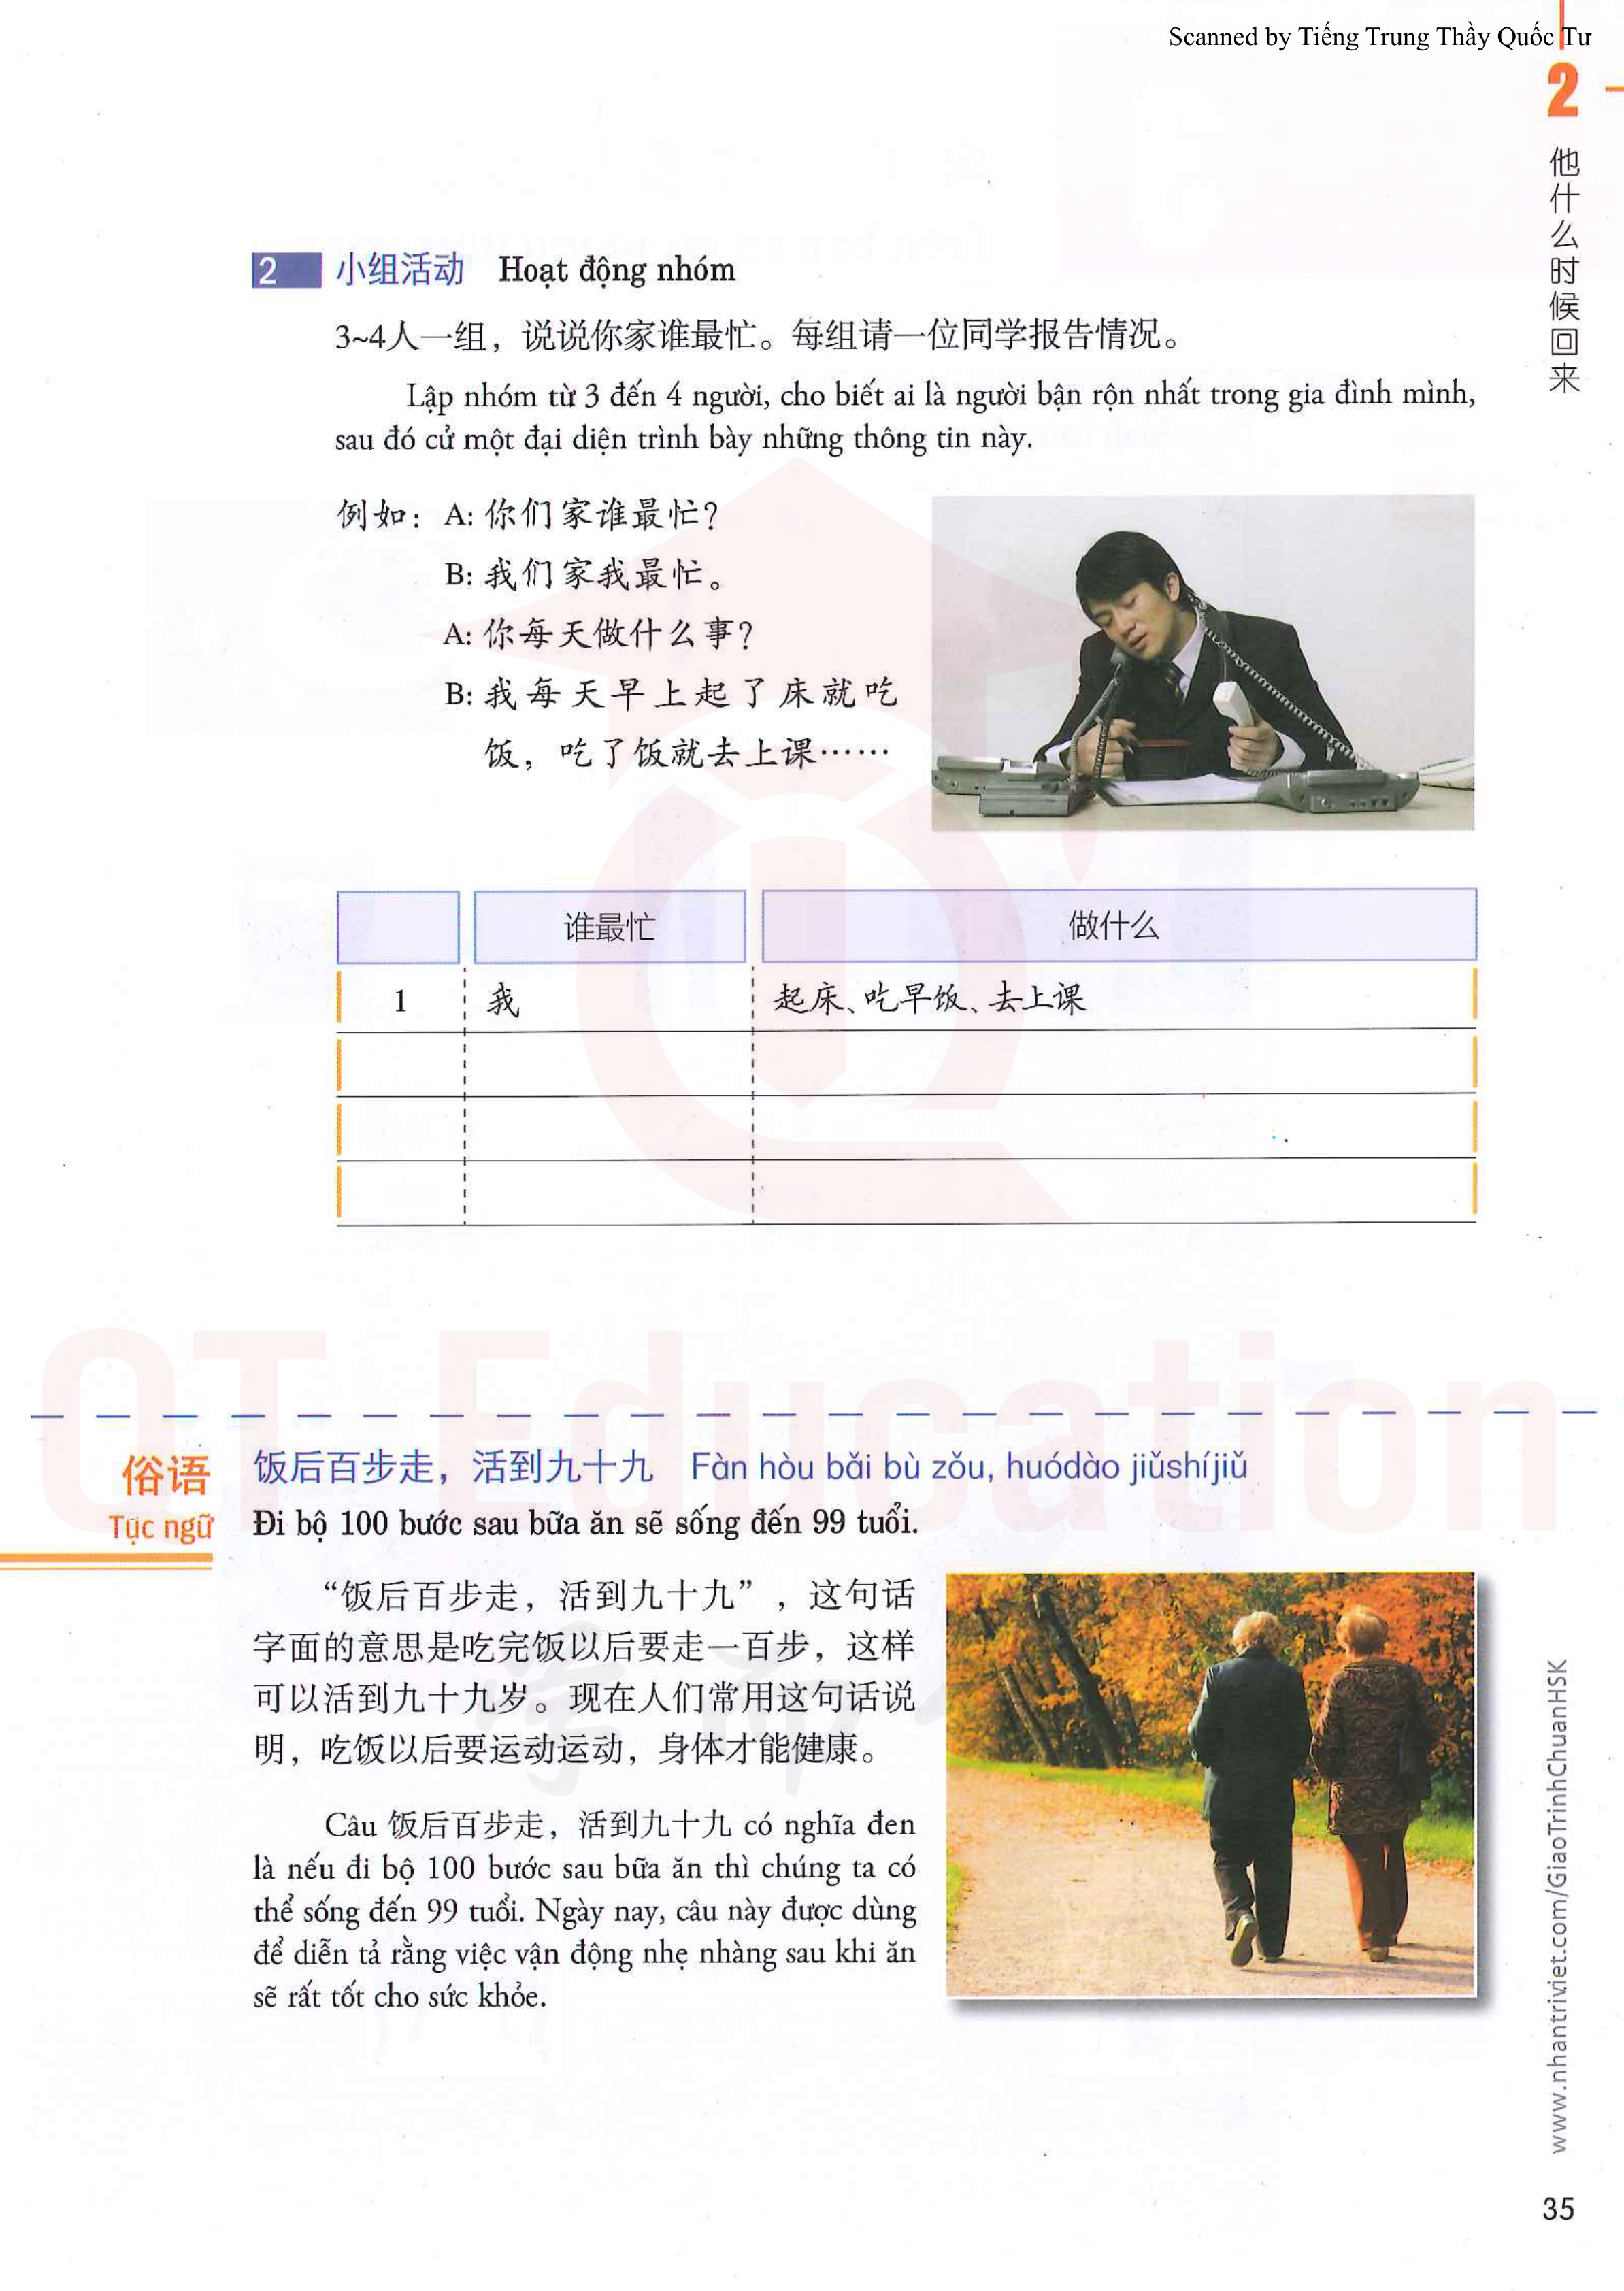 Scanned by Tiếng Trung Thầy Quốc Tư
2
他什么时候回来
2 小组活动 Hoạt động nhóm
3~4人一组，说说你家谁最忙。每组请一位同学报告情况。
Lập nhóm từ 3 đến 4 người, cho biết ai là người bận rộn nhất trong gia đình mình,
sau đó cử một đại diện trình bày những thông tin này.
例如：A: 你们家谁最忙？
B: 我们家我最忙。
A: 你每天做什么事？
B: 我每天早上起了床就吃
饭，吃了饭就去上课……
谁最忙 做什么
1 我 起床、吃早饭、去上课
QT Education
俗语 饭后百步走，活到九十九 Fàn hòu bǎi bù zǒu, huódào jiǔshíjiǔ
Tục ngữ Đi bộ 100 bước sau bữa ăn sẽ sống đến 99 tuổi.
“饭后百步走，活到九十九”，这句话
字面的意思是吃完饭以后要走一百步，这样
可以活到九十九岁。现在人们常用这句话说
明，吃饭以后要运动运动，身体才能健康。
Câu 饭后百步走，活到九十九 có nghĩa đen
là nếu đi bộ 100 bước sau bữa ăn thì chúng ta có
thể sống đến 99 tuổi. Ngày nay, câu này được dùng
để diễn tả rằng việc vận động nhẹ nhàng sau khi ăn
sẽ rất tốt cho sức khỏe.
www.nhantriviet.com/GiaoTrinhChuanHSK
35